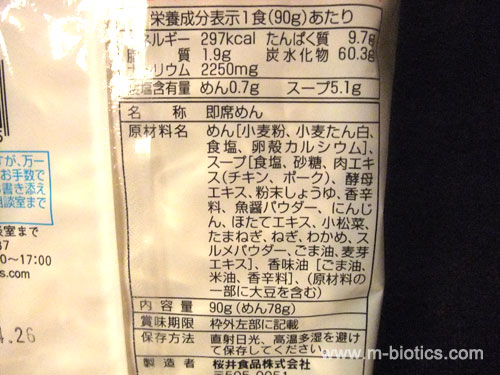 栄養成分表示1食(90g)あたり
ネルギー 297kcal たんぱく質 9.7g
質 1.9g 炭水化物 60.3g
リウム 2250mg
塩含有量 めん0.7g スープ5.1g
名 称 即席めん
原材料名 めん[小麦粉、小麦たん白、
食塩、卵殻カルシウム]、
スープ[食塩、砂糖、肉エキ
ス(チキン、ポーク)、酵母
エキス、粉末しょうゆ、香辛
料、魚醤パウダー、にんじ
ん、ほたてエキス、小松菜、
たまねぎ、ねぎ、わかめ、ス
ルメパウダー、ごま油、麦芽
エキス]、香味油[ごま油、
米油、香辛料]、(原材料の
一部に大豆を含む)
内 容 量 90g(めん78g)
賞味期限 枠外左部に記載
保存方法 直射日光、高温多湿を避け
て保存してください。
製 造 者 桜井食品株式会社
〒505-0051
すが、万一
お手数で
書き添え
談室まで
室まで
37
0〜17:00
s.com
4.26
www.m-biotics.com